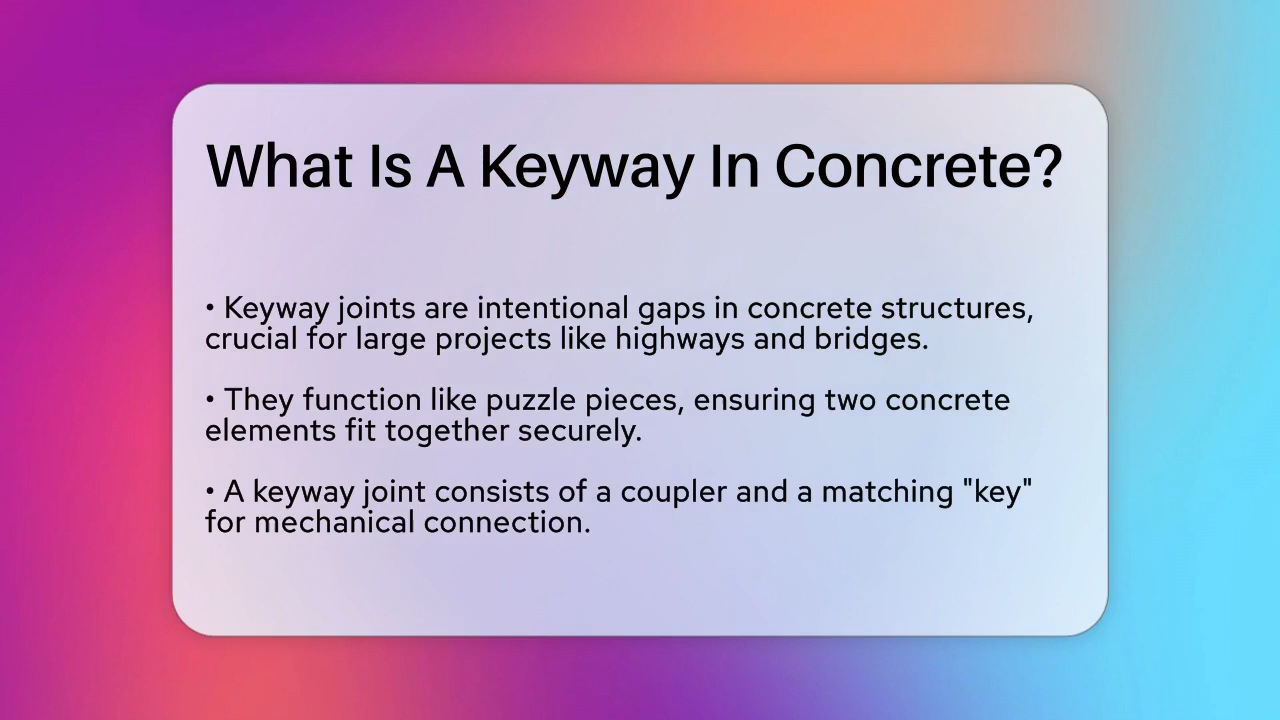 What Is A Keyway In Concrete?
• Keyway joints are intentional gaps in concrete structures,
crucial for large projects like highways and bridges.
• They function like puzzle pieces, ensuring two concrete
elements fit together securely.
• A keyway joint consists of a coupler and a matching "key"
for mechanical connection.